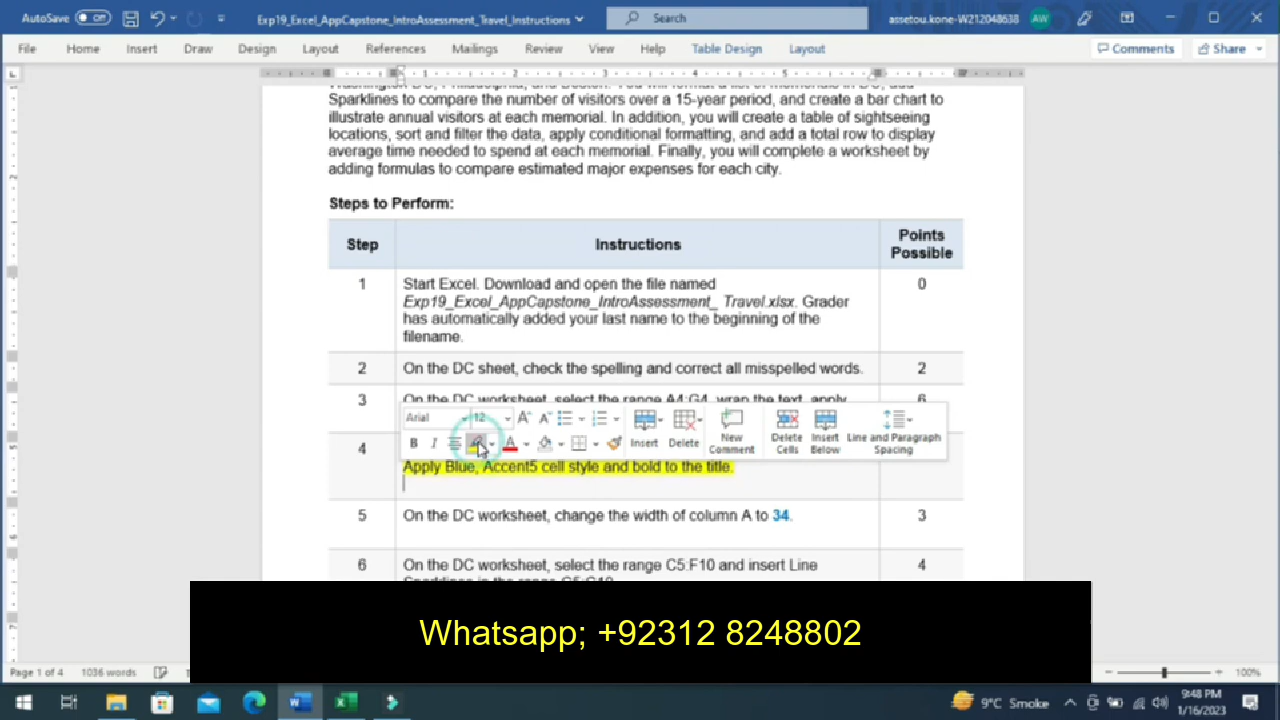 AutoSave Off Exp19_Excel_AppCapstone_IntroAssessment_Travel_Instructions Search assetou.kone-W212048638 AW
File Home Insert Draw Design Layout References Mailings Review View Help Table Design Layout Comments Share
1 2 3 4 5
Sparklines to compare the number of visitors over a 15-year period, and create a bar chart to
illustrate annual visitors at each memorial. In addition, you will create a table of sightseeing
locations, sort and filter the data, apply conditional formatting, and add a total row to display
average time needed to spend at each memorial. Finally, you will complete a worksheet by
adding formulas to compare estimated major expenses for each city.
Steps to Perform:
Step Instructions Points Possible
1 Start Excel. Download and open the file named 0
Exp19_Excel_AppCapstone_IntroAssessment_ Travel.xlsx. Grader
has automatically added your last name to the beginning of the
filename.
2 On the DC sheet, check the spelling and correct all misspelled words. 2
3 On the DC worksheet, select the range A4:G4, wrap the text, apply 6
Arial 12
Insert Delete New Comment Delete Cells Insert Below Line and Paragraph Spacing
4
Apply Blue, Accent5 cell style and bold to the title.
5 On the DC worksheet, change the width of column A to 34. 3
6 On the DC worksheet, select the range C5:F10 and insert Line 4
Whatsapp; +92312 8248802
Page 1 of 4 1036 words 100%
9°C Smoke 9:48 PM
1/16/2023